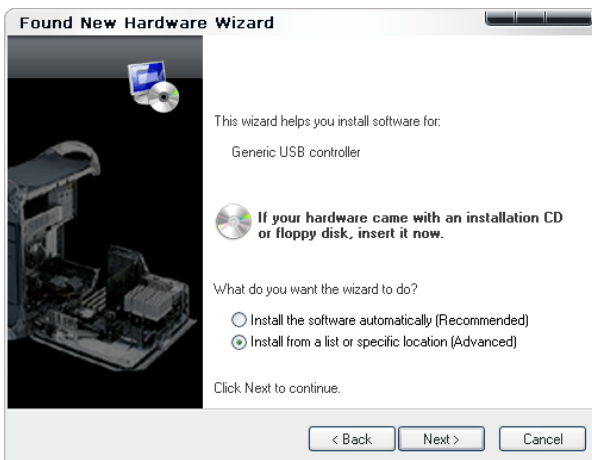 Found New Hardware Wizard
This wizard helps you install software for:
Generic USB controller
If your hardware came with an installation CD
or floppy disk, insert it now.
What do you want the wizard to do?
Install the software automatically (Recommended)
Install from a list or specific location (Advanced)
Click Next to continue.
< Back
Next >
Cancel